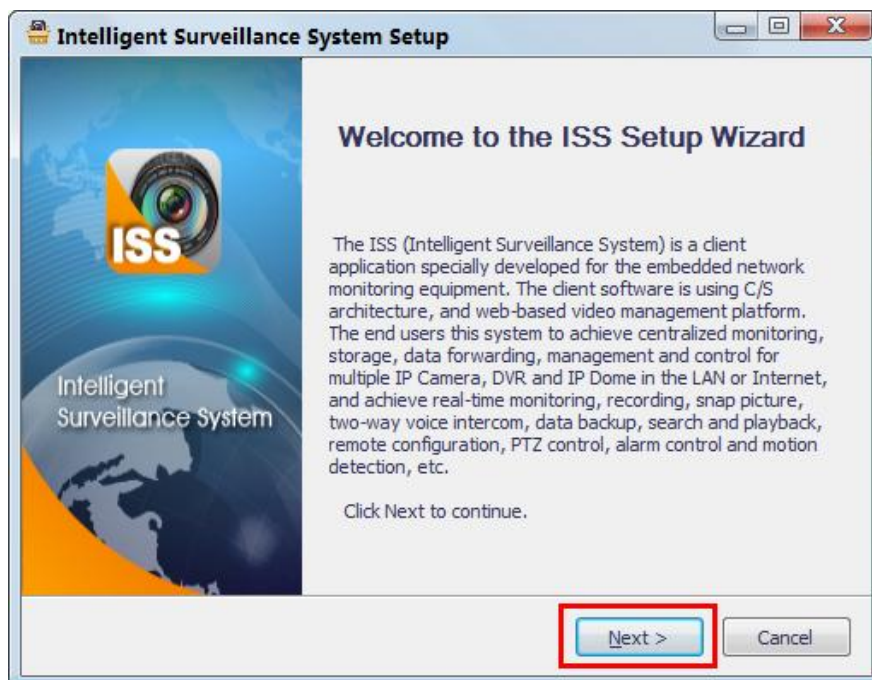 Intelligent Surveillance System Setup
ISS
Intelligent
Surveillance System
Welcome to the ISS Setup Wizard
The ISS (Intelligent Surveillance System) is a client
application specially developed for the embedded network
monitoring equipment. The client software is using C/S
architecture, and web-based video management platform.
The end users this system to achieve centralized monitoring,
storage, data forwarding, management and control for
multiple IP Camera, DVR and IP Dome in the LAN or Internet,
and achieve real-time monitoring, recording, snap picture,
two-way voice intercom, data backup, search and playback,
remote configuration, PTZ control, alarm control and motion
detection, etc.
Click Next to continue.
Next >
Cancel